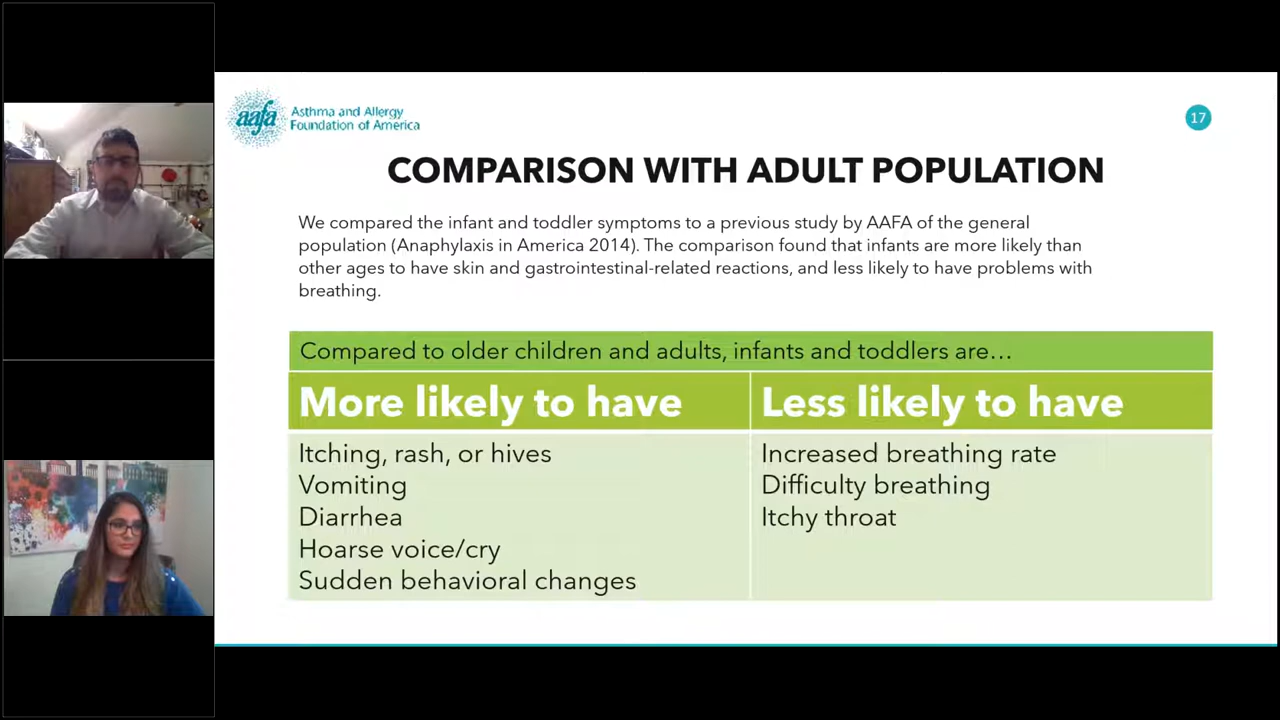 aafa
Asthma and Allergy
Foundation of America
17
COMPARISON WITH ADULT POPULATION
We compared the infant and toddler symptoms to a previous study by AAFA of the general
population (Anaphylaxis in America 2014). The comparison found that infants are more likely than
other ages to have skin and gastrointestinal-related reactions, and less likely to have problems with
breathing.
Compared to older children and adults, infants and toddlers are…
More likely to have
Less likely to have
Itching, rash, or hives
Vomiting
Diarrhea
Hoarse voice/cry
Sudden behavioral changes
Increased breathing rate
Difficulty breathing
Itchy throat